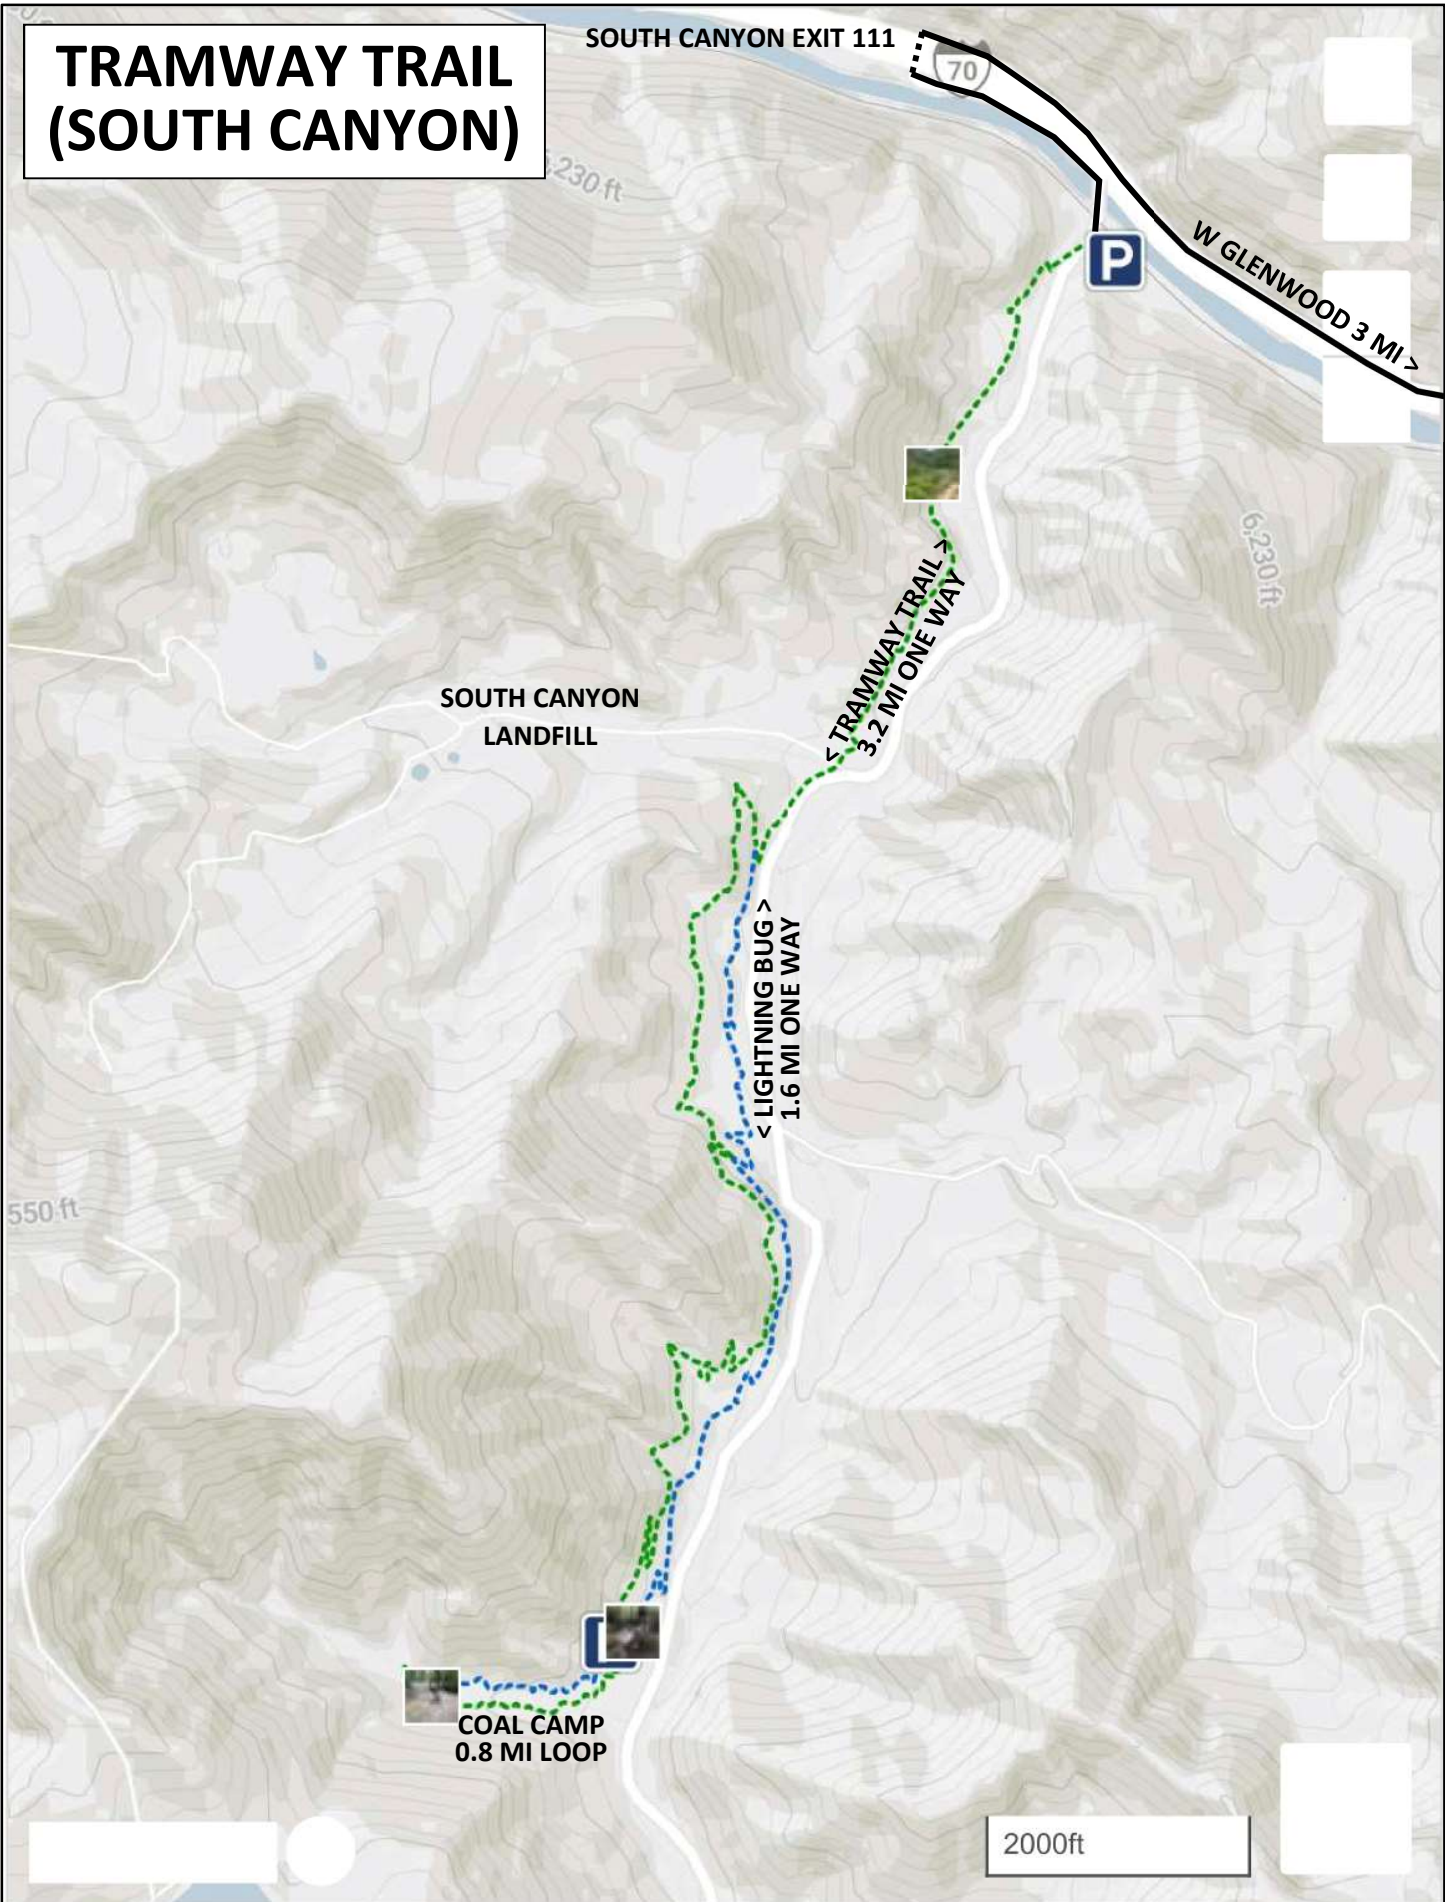 TRAMWAY TRAIL
(SOUTH CANYON)
SOUTH CANYON EXIT 111
70
P
W GLENWOOD 3 MI >
,230 ft
6,230 ft
< TRAMWAY TRAIL >
3.2 MI ONE WAY
SOUTH CANYON
LANDFILL
< LIGHTNING BUG >
1.6 MI ONE WAY
550 ft
COAL CAMP
0.8 MI LOOP
2000ft